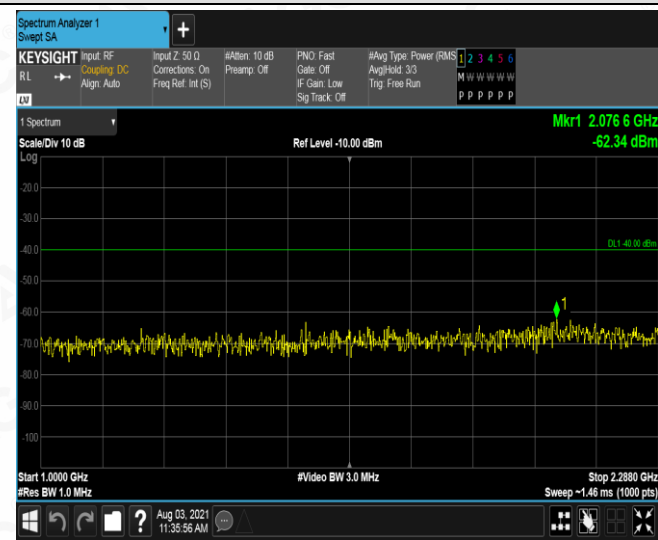 Spectrum Analyzer 1
Swept SA
+
KEYSIGHT
RL
LXI
Input: RF
Coupling: DC
Align: Auto
Input Z: 50 Ω
Corrections: On
Freq Ref: Int (S)
#Atten: 10 dB
Preamp: Off
PNO: Fast
Gate: Off
IF Gain: Low
Sig Track: Off
#Avg Type: Power (RMS
Avg|Hold: 3/3
Trig: Free Run
1 2 3 4 5 6
M W W W W W
P P P P P P
1 Spectrum
Mkr1 2.076 6 GHz
Scale/Div 10 dB
Ref Level -10.00 dBm
-62.34 dBm
Log
-20.0
-30.0
-40.0
DL1 -40.00 dBm
-50.0
1
-60.0
-70.0
-80.0
-90.0
-100
Start 1.0000 GHz
#Video BW 3.0 MHz
Stop 2.2880 GHz
#Res BW 1.0 MHz
Sweep ~1.46 ms (1000 pts)
?
Aug 03, 2021
11:35:56 AM